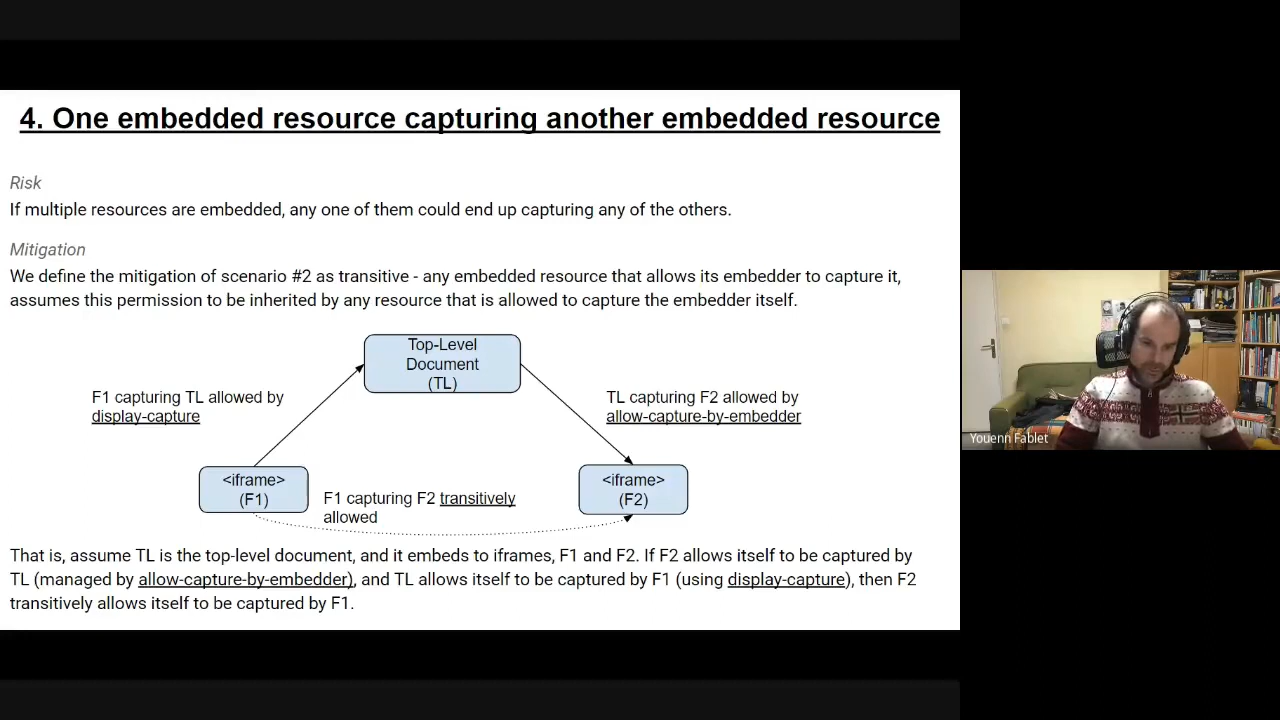 4. One embedded resource capturing another embedded resource
Risk
If multiple resources are embedded, any one of them could end up capturing any of the others.
Mitigation
We define the mitigation of scenario #2 as transitive - any embedded resource that allows its embedder to capture it,
assumes this permission to be inherited by any resource that is allowed to capture the embedder itself.
Top-Level
Document
(TL)
F1 capturing TL allowed by
display-capture
TL capturing F2 allowed by
allow-capture-by-embedder
<iframe>
(F1)
F1 capturing F2 transitively
allowed
<iframe>
(F2)
That is, assume TL is the top-level document, and it embeds to iframes, F1 and F2. If F2 allows itself to be captured by
TL (managed by allow-capture-by-embedder), and TL allows itself to be captured by F1 (using display-capture), then F2
transitively allows itself to be captured by F1.
Youenn Fablet